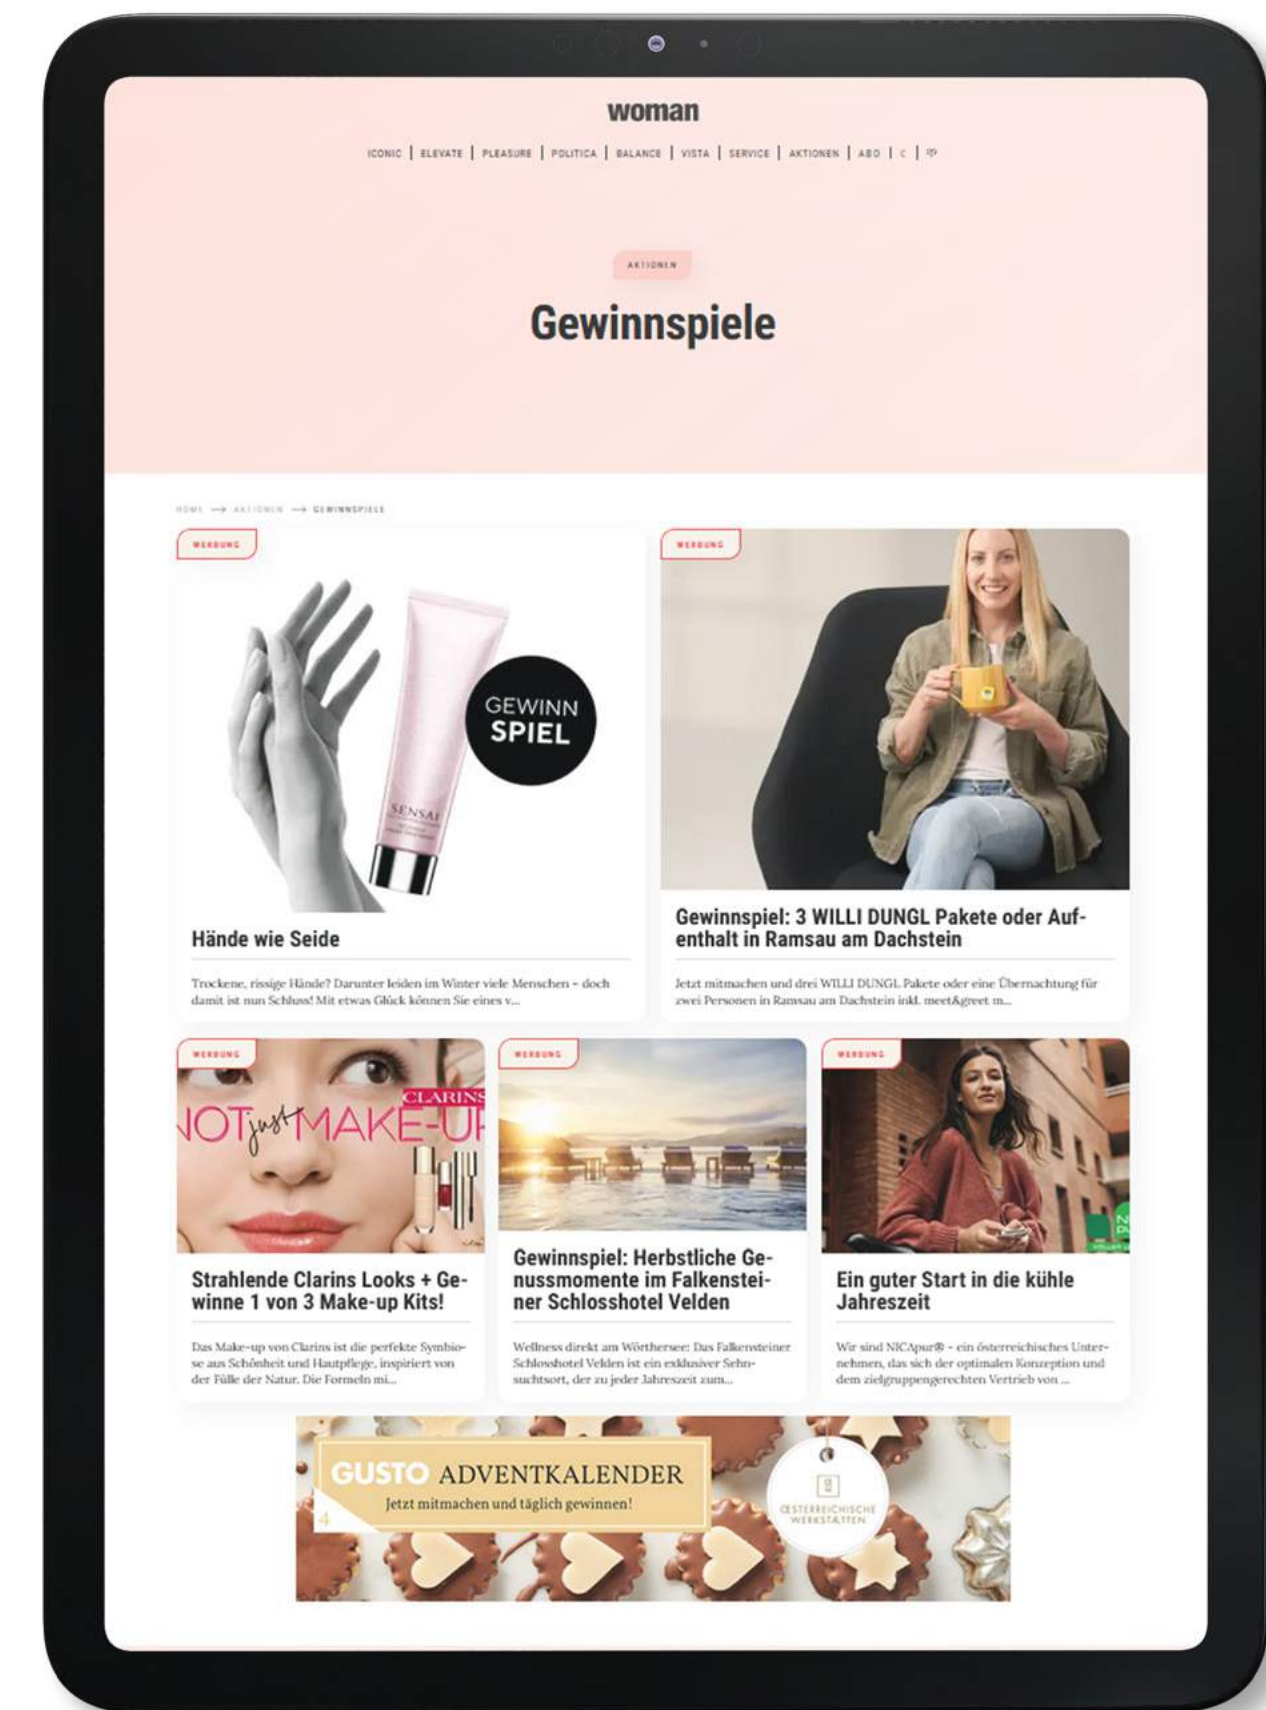 woman
ICONIC | ELEVATE | PLEASURE | POLITICA | BALANCE | VISTA | SERVICE | AKTIONEN | ABO
AKTIONEN
Gewinnspiele
HOME → AKTIONEN → GEWINNSPIELE
WERBUNG
GEWINN
SPIEL
SENSAI
Hände wie Seide
Trockene, rissige Hände? Darunter leiden im Winter viele Menschen – doch
damit ist nun Schluss! Mit etwas Glück können Sie eines v...
WERBUNG
Gewinnspiel: 3 WILLI DUNGL Pakete oder Auf-
enthalt in Ramsau am Dachstein
Jetzt mitmachen und drei WILLI DUNGL Pakete oder eine Übernachtung für
zwei Personen in Ramsau am Dachstein inkl. meet&greet m...
WERBUNG
CLARINS
NOT just MAKE-UP
Strahlende Clarins Looks + Ge-
winne 1 von 3 Make-up Kits!
Das Make-up von Clarins ist die perfekte Symbio-
se aus Schönheit und Hautpflege, inspiriert von
der Fülle der Natur. Die Formeln mi...
WERBUNG
Gewinnspiel: Herbstliche Ge-
nussmomente im Falkenstei-
ner Schlosshotel Velden
Wellness direkt am Wörthersee: Das Falkensteiner
Schlosshotel Velden ist ein exklusiver Sehn-
suchtsort, der zu jeder Jahreszeit zum...
WERBUNG
Ein guter Start in die kühle
Jahreszeit
Wir sind NICApur® – ein österreichisches Unter-
nehmen, das sich der optimalen Konzeption und
dem zielgruppengerechten Vertrieb von ...
GUSTO ADVENTKALENDER
Jetzt mitmachen und täglich gewinnen!
4
ŒSTERREICHISCHE
WERKSTÆTTEN